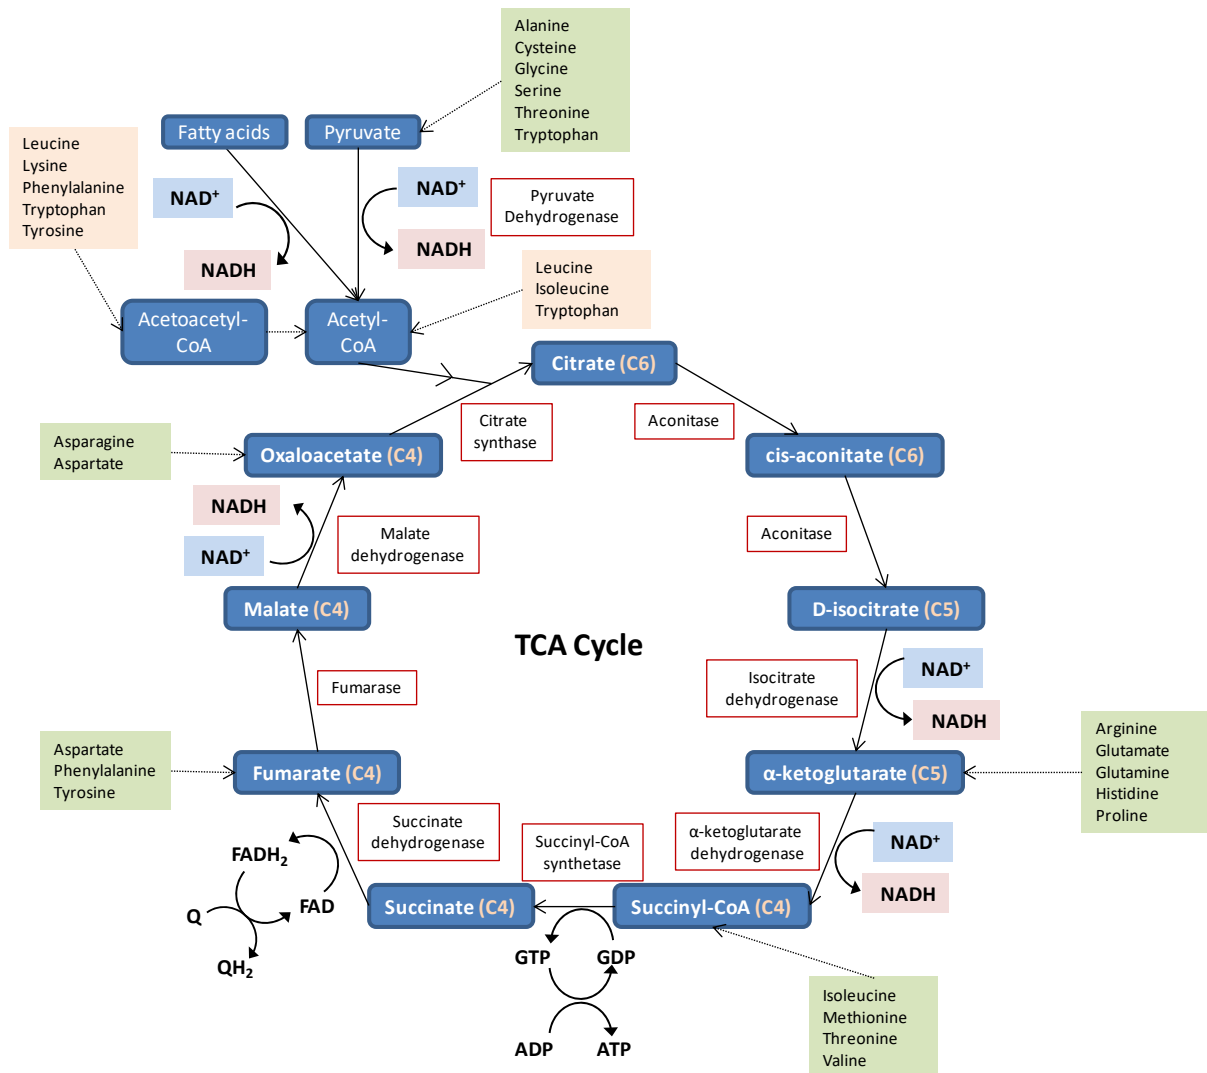 Alanine
Cysteine
Glycine
Serine
Threonine
Tryptophan
Fatty acids
Pyruvate
Leucine
Lysine
Phenylalanine
Tryptophan
Tyrosine
NAD⁺
NADH
NAD⁺
NADH
Pyruvate
Dehydrogenase
Leucine
Isoleucine
Tryptophan
Acetoacetyl-
CoA
Acetyl-
CoA
Citrate (C6)
Citrate
synthase
Aconitase
Asparagine
Aspartate
Oxaloacetate (C4)
cis-aconitate (C6)
NADH
NAD⁺
Malate
dehydrogenase
Aconitase
Malate (C4)
D-isocitrate (C5)
TCA Cycle
Isocitrate
dehydrogenase
NAD⁺
NADH
Fumarase
Arginine
Glutamate
Glutamine
Histidine
Proline
Aspartate
Phenylalanine
Tyrosine
Fumarate (C4)
α-ketoglutarate (C5)
Succinate
dehydrogenase
Succinyl-CoA
synthetase
α-ketoglutarate
dehydrogenase
NAD⁺
NADH
FADH₂
FAD
Q
QH₂
Succinate (C4)
Succinyl-CoA (C4)
GTP
GDP
ADP
ATP
Isoleucine
Methionine
Threonine
Valine